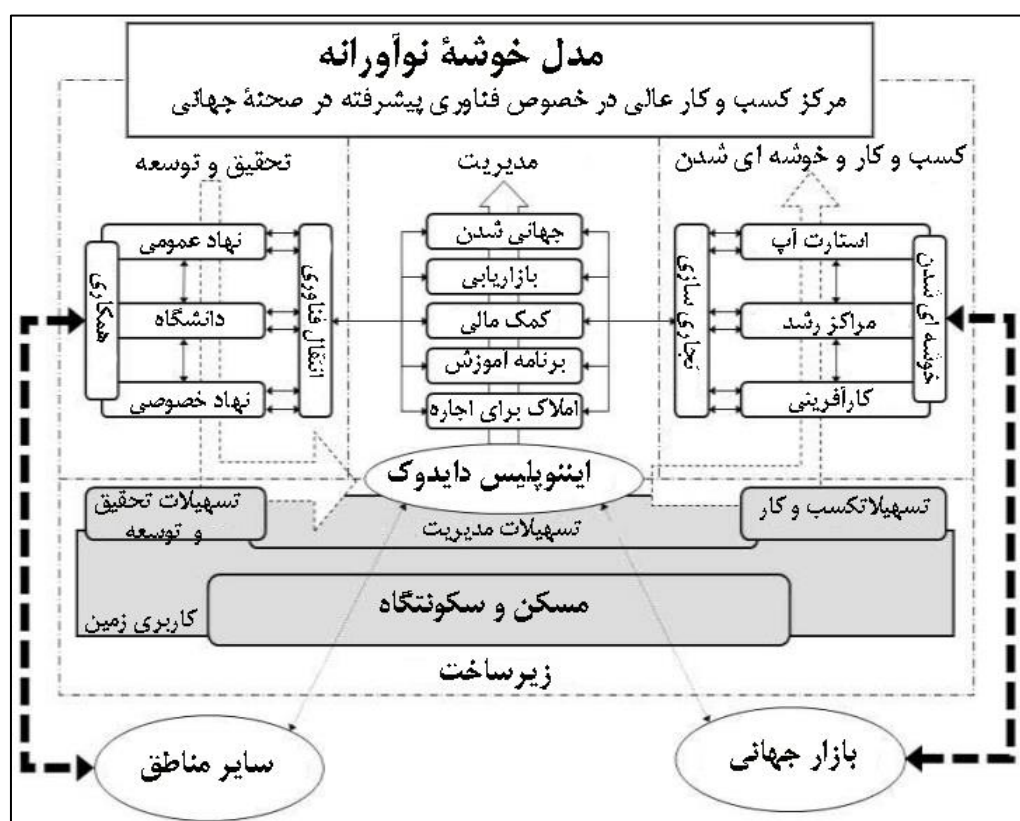 مدل خوشهٔ نوآورانه
مرکز کسب و کار عالی در خصوص فناوری پیشرفته در صحنهٔ جهانی
کسب و کار و خوشه ای شدن
مدیریت
تحقیق و توسعه
استارت آپ
مراکز رشد
کارآفرینی
خوشه ای شدن
تجاری سازی
جهانی شدن
بازاریابی
کمک مالی
برنامه آموزش
املاک برای اجاره
انتقال فناوری
نهاد عمومی
دانشگاه
نهاد خصوصی
همکاری
اینوپلیس دایدوک
تسهیلاتکسب و کار
تسهیلات مدیریت
تسهیلات تحقیق
و توسعه
مسکن و سکونتگاه
کاربری زمین
زیرساخت
بازار جهانی
سایر مناطق